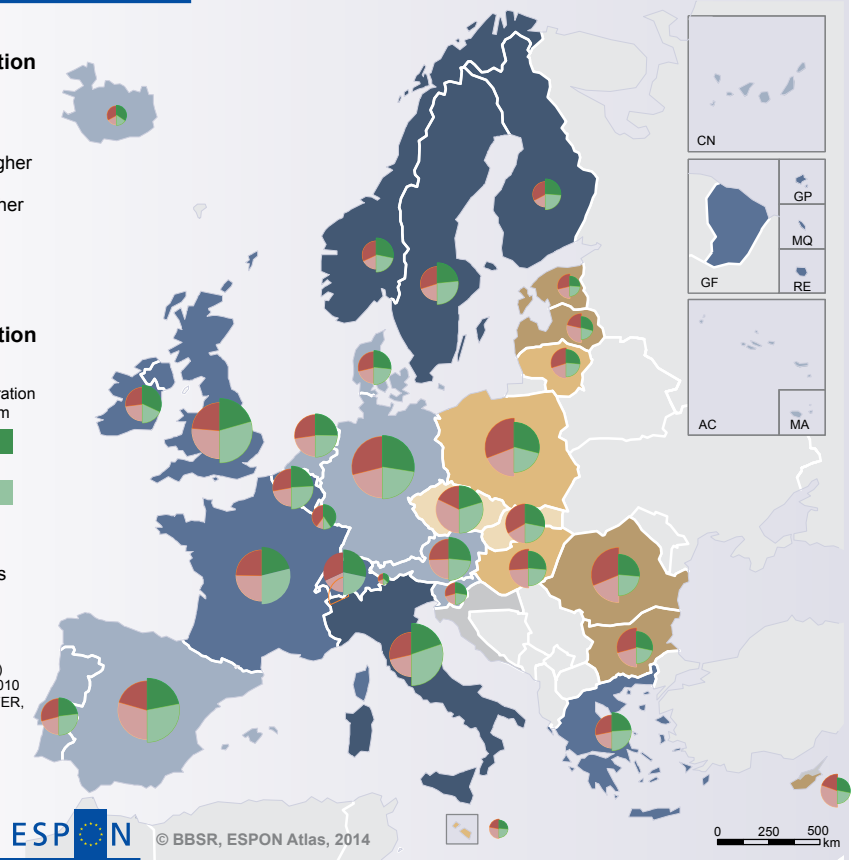 tion
gher
her
tion
ration
m
s
)
010
TER,
CN
GP
MQ
GF
RE
AC
MA
ESPON
© BBSR, ESPON Atlas, 2014
0 250 500
km